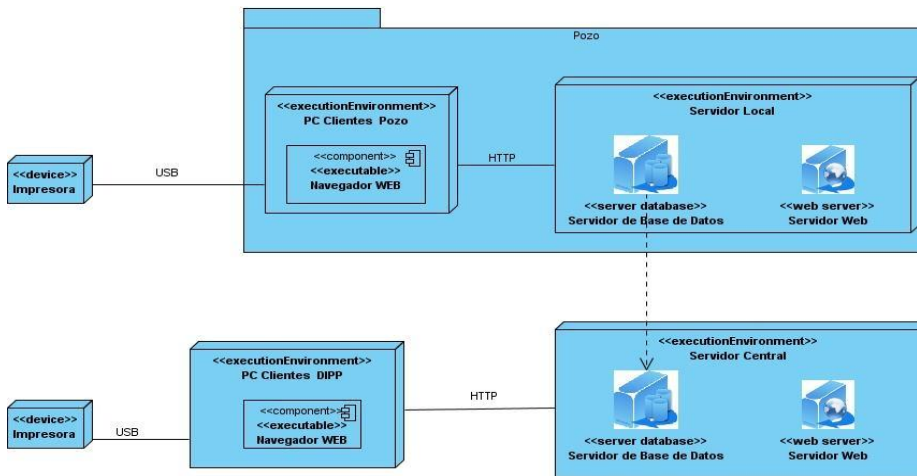 Pozo
<<executionEnvironment>>
PC Clientes Pozo
<<component>>
<<executable>>
Navegador WEB
<<executionEnvironment>>
Servidor Local
<<server database>>
Servidor de Base de Datos
<<web server>>
Servidor Web
HTTP
USB
<<device>>
Impresora
<<executionEnvironment>>
PC Clientes DIPP
<<component>>
<<executable>>
Navegador WEB
<<executionEnvironment>>
Servidor Central
<<server database>>
Servidor de Base de Datos
<<web server>>
Servidor Web
HTTP
USB
<<device>>
Impresora